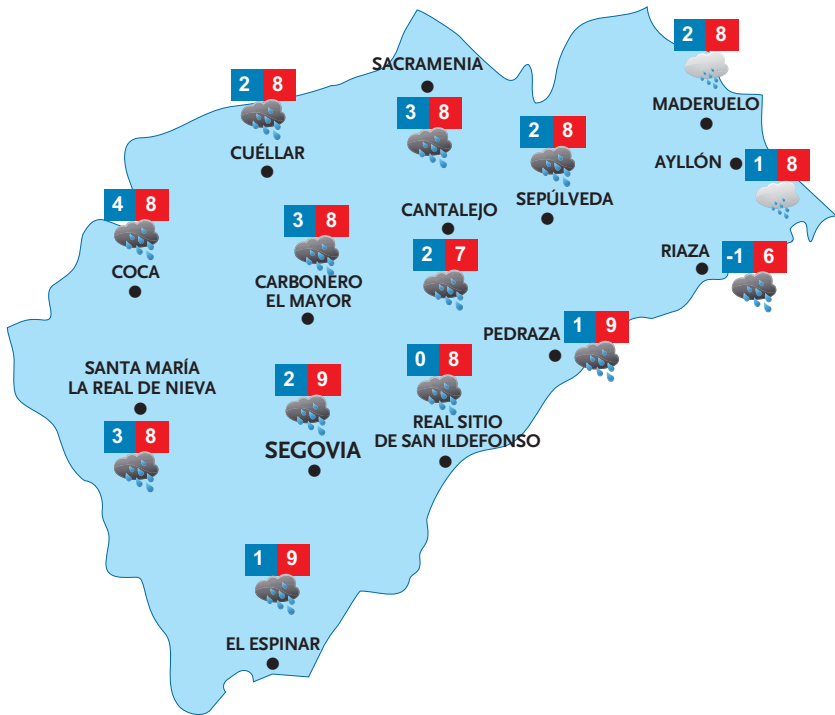 2 8
MADERUELO
SACRAMENIA
3 8
2 8
CUÉLLAR
2 8
SEPÚLVEDA
AYLLÓN
1 8
4 8
COCA
3 8
CARBONERO
EL MAYOR
CANTALEJO
2 7
RIAZA
-1 6
PEDRAZA
1 9
SANTA MARÍA
LA REAL DE NIEVA
3 8
2 9
SEGOVIA
0 8
REAL SITIO
DE SAN ILDEFONSO
1 9
EL ESPINAR